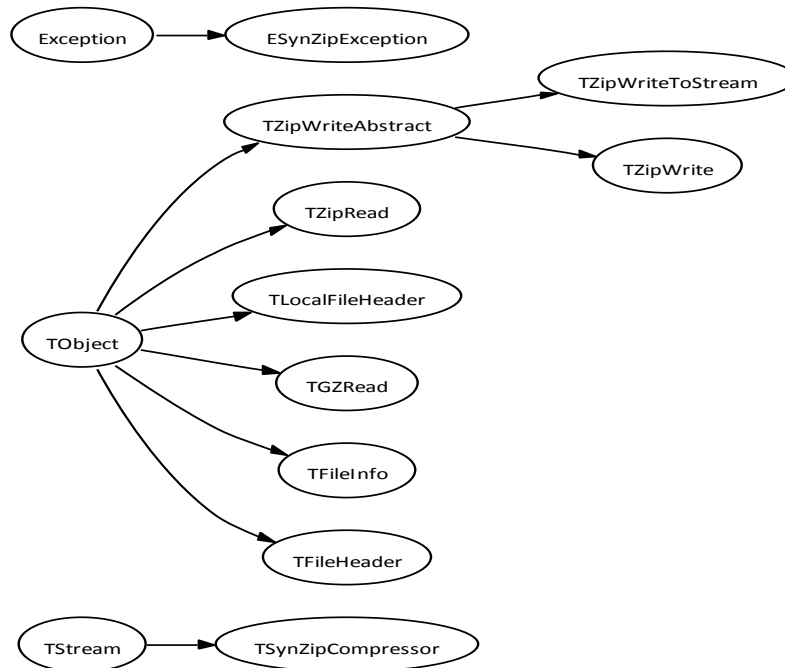 Exception
ESynZipException
TZipWriteToStream
TZipWriteAbstract
TZipWrite
TZipRead
TLocalFileHeader
TObject
TGZRead
TFileInfo
TFileHeader
TStream
TSynZipCompressor